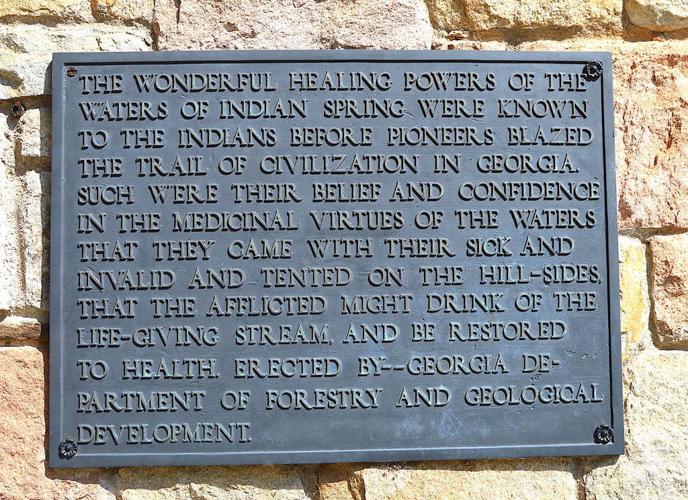 THE WONDERFUL HEALING POWERS OF THE
WATERS OF INDIAN SPRING WERE KNOWN
TO THE INDIANS BEFORE PIONEERS BLAZED
THE TRAIL OF CIVILIZATION IN GEORGIA.
SUCH WERE THEIR BELIEF AND CONFIDENCE
IN THE MEDICINAL VIRTUES OF THE WATERS
THAT THEY CAME WITH THEIR SICK AND
INVALID AND TENTED ON THE HILL-SIDES,
THAT THE AFFLICTED MIGHT DRINK OF THE
LIFE-GIVING STREAM, AND BE RESTORED
TO HEALTH. ERECTED BY--GEORGIA DE-
PARTMENT OF FORESTRY AND GEOLOGICAL
DEVELOPMENT.